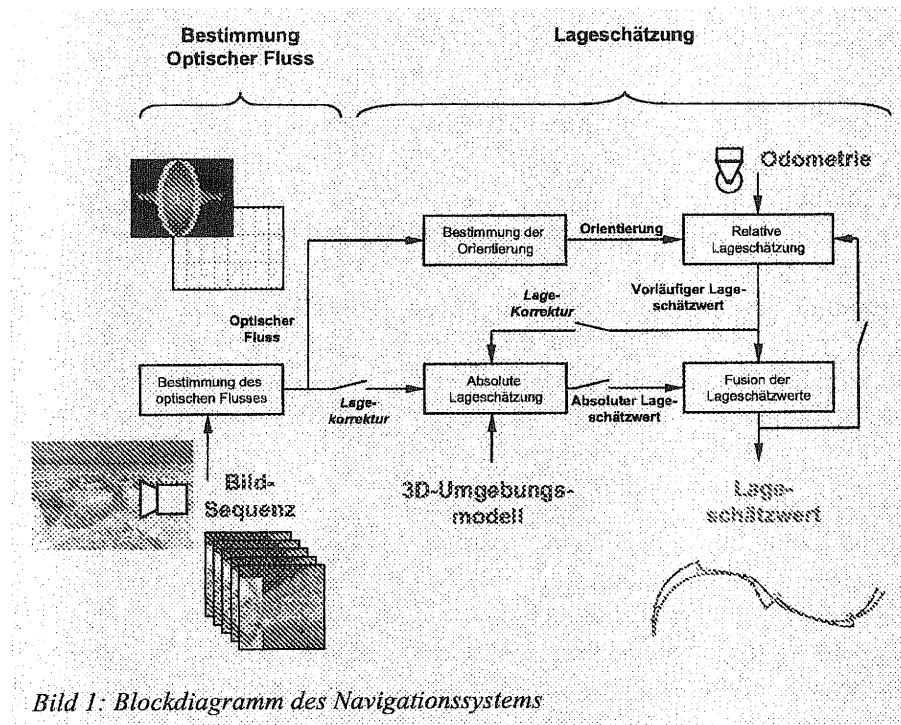 Bestimmung
Optischer Fluss
Lageschätzung
Odometrie
Bestimmung der
Orientierung
Orientierung
Relative
Lageschätzung
Optischer
Fluss
Lage-
Korrektur
Vorläufiger Lage-
schätzwert
Bestimmung des
optischen Flusses
Lage-
korrektur
Absolute
Lageschätzung
Absoluter Lage-
schätzwert
Fusion der
Lageschätzwerte
Bild-
Sequenz
3D-Umgebungs-
modell
Lage-
schätzwert
Bild 1: Blockdiagramm des Navigationssystems